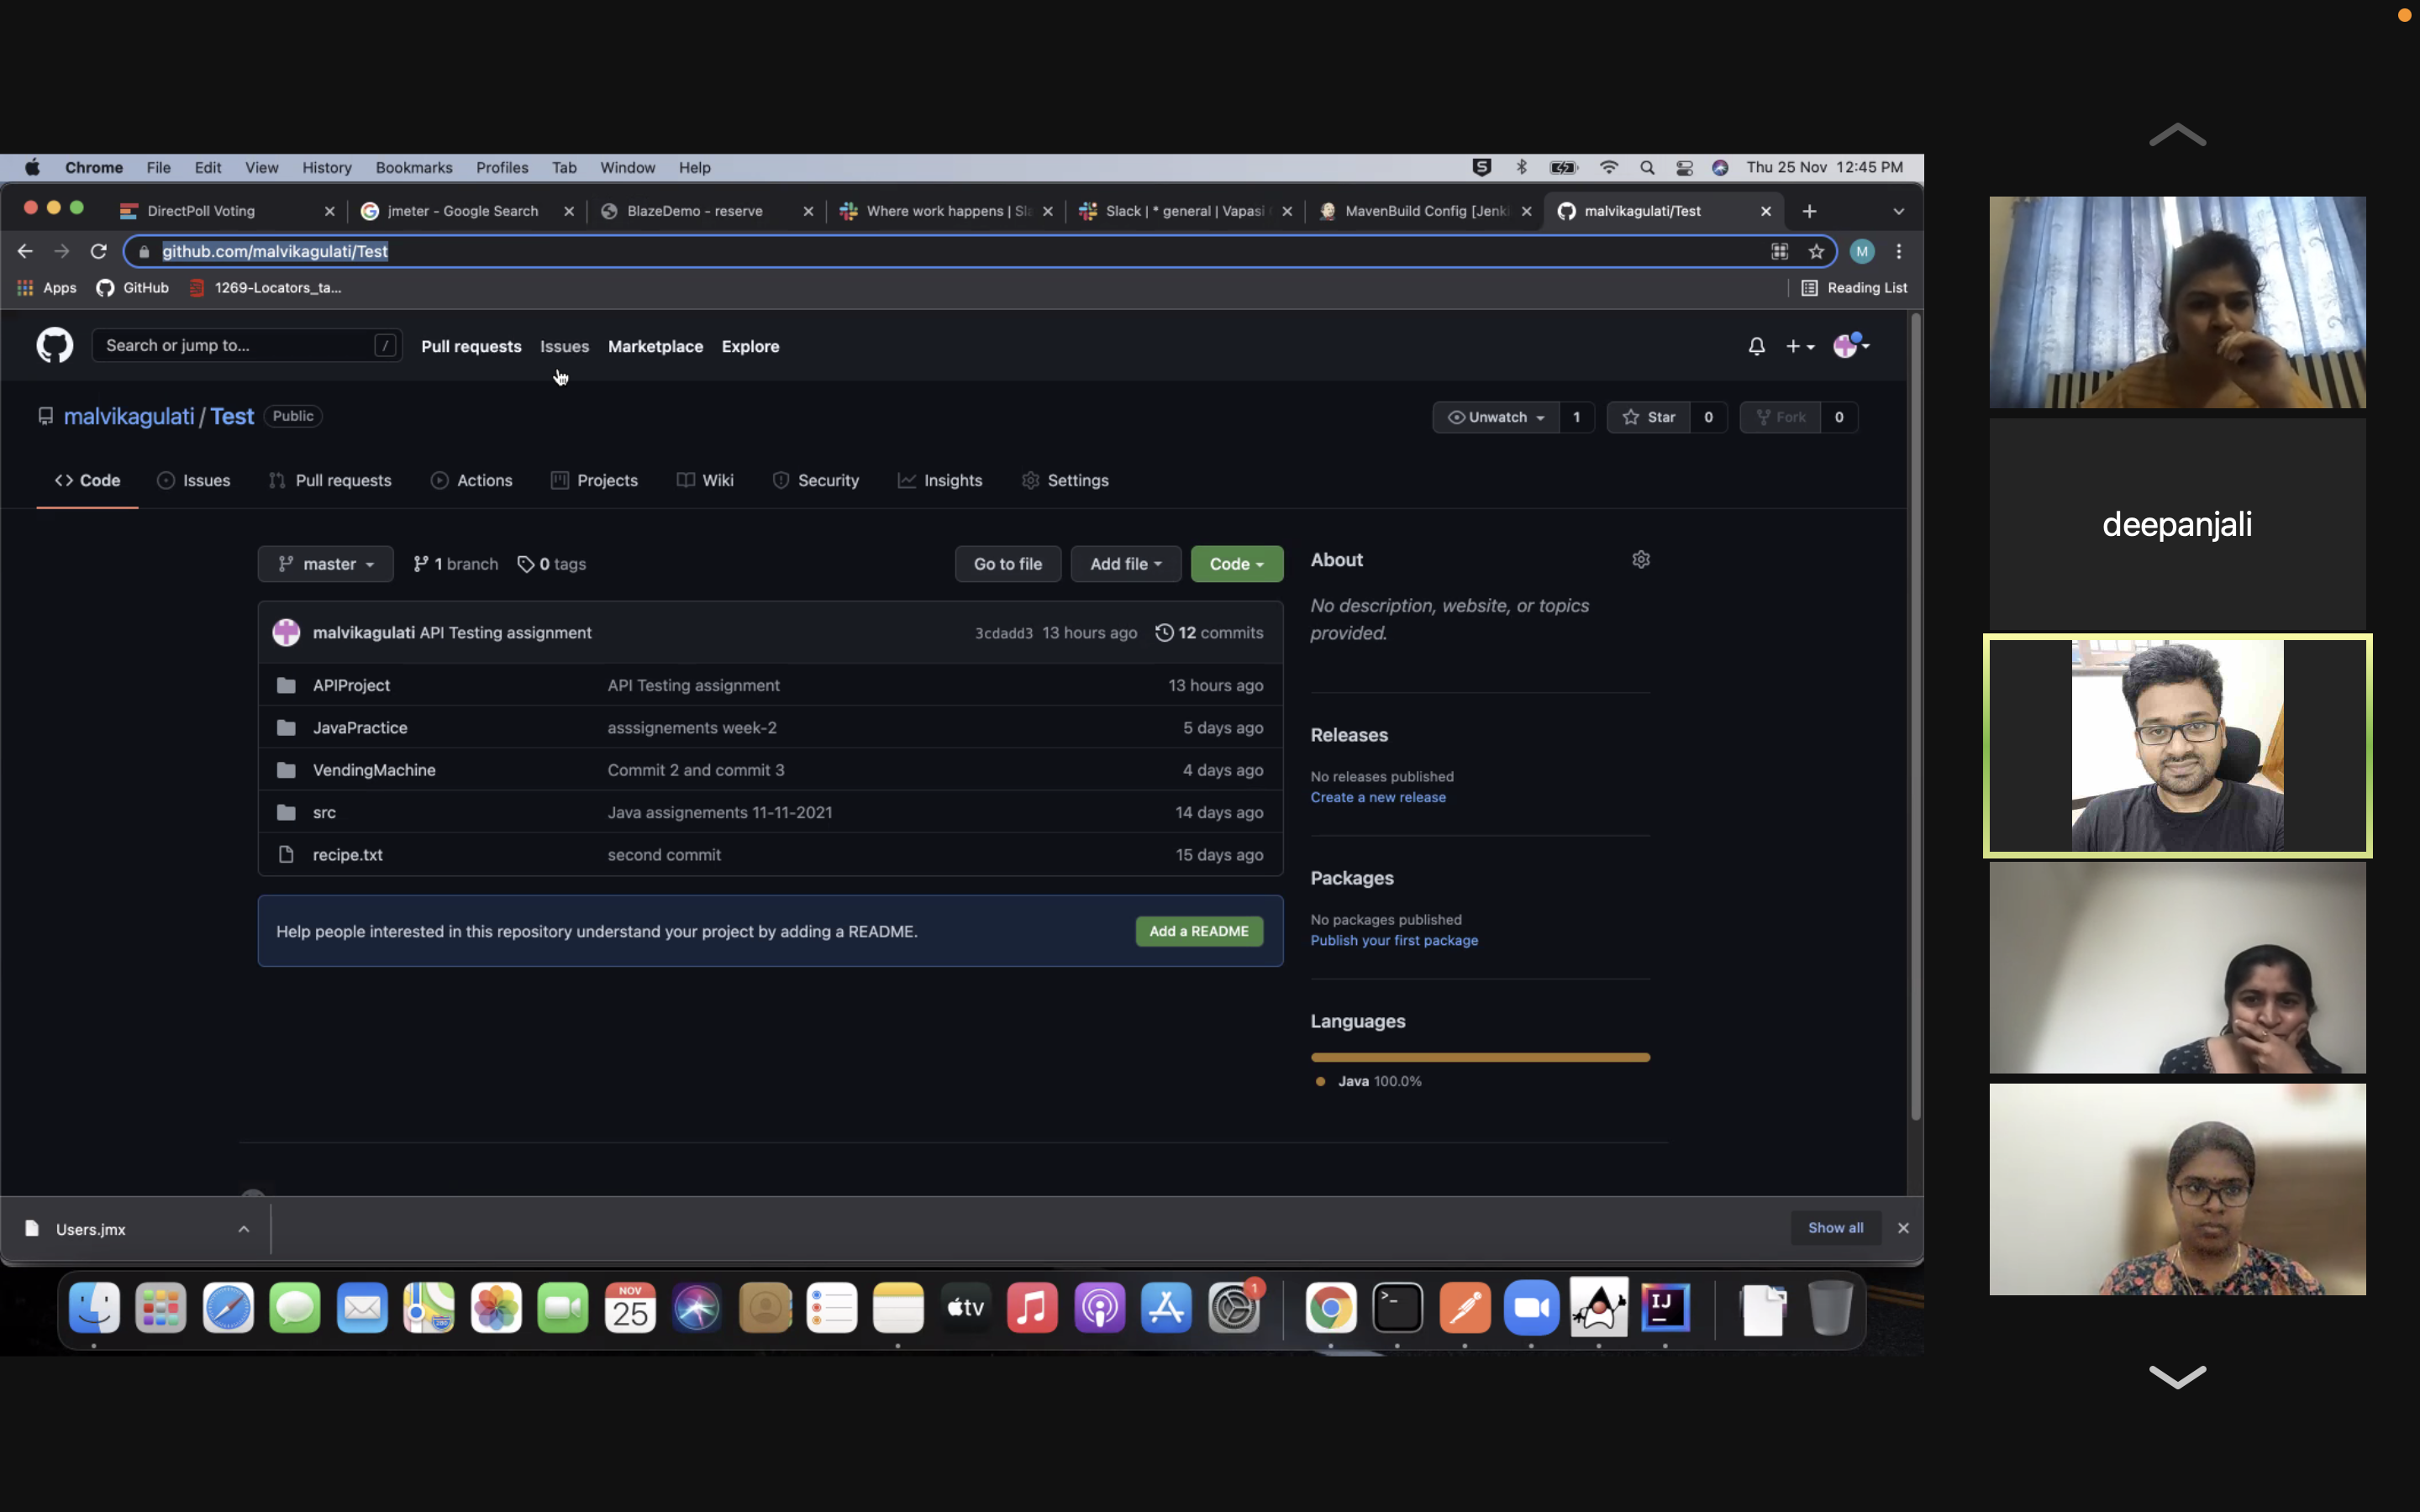 Chrome File Edit View History Bookmarks Profiles Tab Window Help Thu 25 Nov 12:45 PM
DirectPoll Voting jmeter - Google Search BlazeDemo - reserve Where work happens | Sla Slack | * general | Vapasi MavenBuild Config [Jenki malvikagulati/Test
github.com/malvikagulati/Test M
Apps GitHub 1269-Locators_ta... Reading List
Search or jump to... / Pull requests Issues Marketplace Explore
malvikagulati / Test Public Unwatch 1 Star 0 Fork 0
Code Issues Pull requests Actions Projects Wiki Security Insights Settings
master 1 branch 0 tags Go to file Add file Code
malvikagulati API Testing assignment 3cdadd3 13 hours ago 12 commits
APIProject API Testing assignment 13 hours ago
JavaPractice asssignements week-2 5 days ago
VendingMachine Commit 2 and commit 3 4 days ago
src Java assignements 11-11-2021 14 days ago
recipe.txt second commit 15 days ago
Help people interested in this repository understand your project by adding a README. Add a README
About
No description, website, or topics
provided.
Releases
No releases published
Create a new release
Packages
No packages published
Publish your first package
Languages
Java 100.0%
Users.jmx Show all
NOV
25
tv
1
IJ
deepanjali